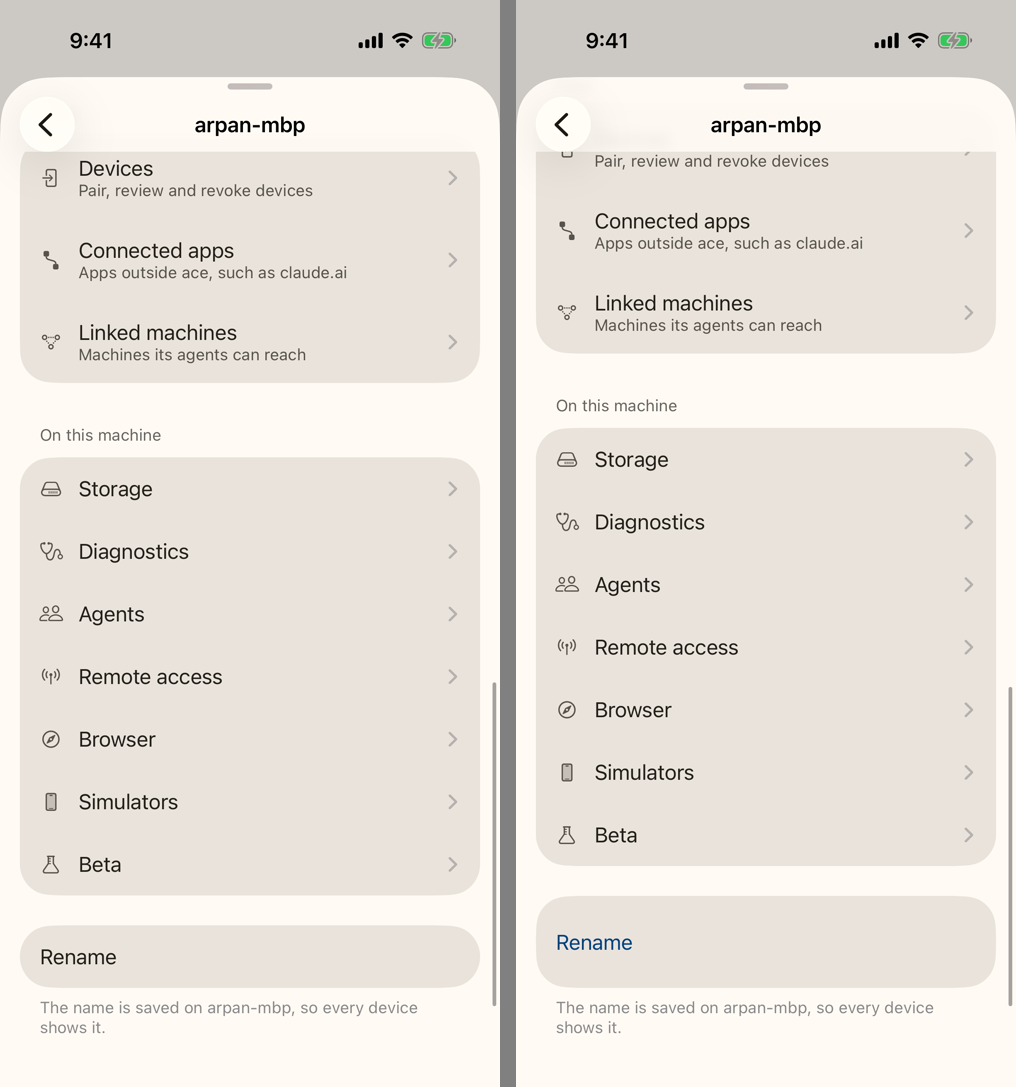 9:41
arpan-mbp
Devices
Pair, review and revoke devices
Connected apps
Apps outside ace, such as claude.ai
Linked machines
Machines its agents can reach
On this machine
Storage
Diagnostics
Agents
Remote access
Browser
Simulators
Beta
Rename
The name is saved on arpan-mbp, so every device
shows it.
9:41
arpan-mbp
Pair, review and revoke devices
Connected apps
Apps outside ace, such as claude.ai
Linked machines
Machines its agents can reach
On this machine
Storage
Diagnostics
Agents
Remote access
Browser
Simulators
Beta
Rename
The name is saved on arpan-mbp, so every device
shows it.